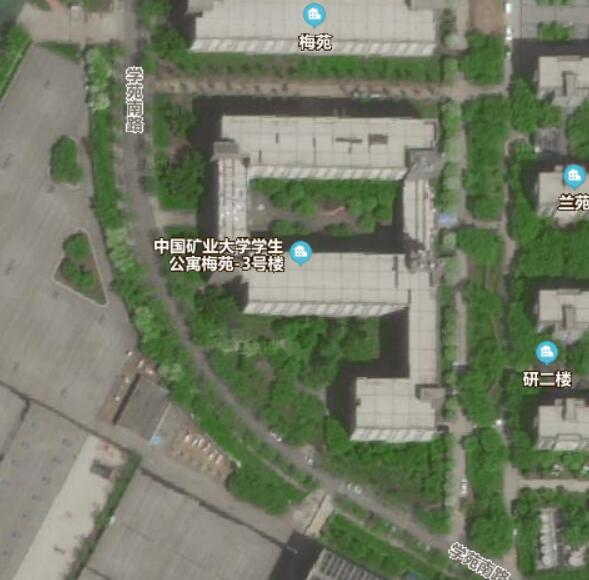 梅苑
学苑南路
兰苑
中国矿业大学学生
公寓梅苑-3号楼
研二楼
学苑南路